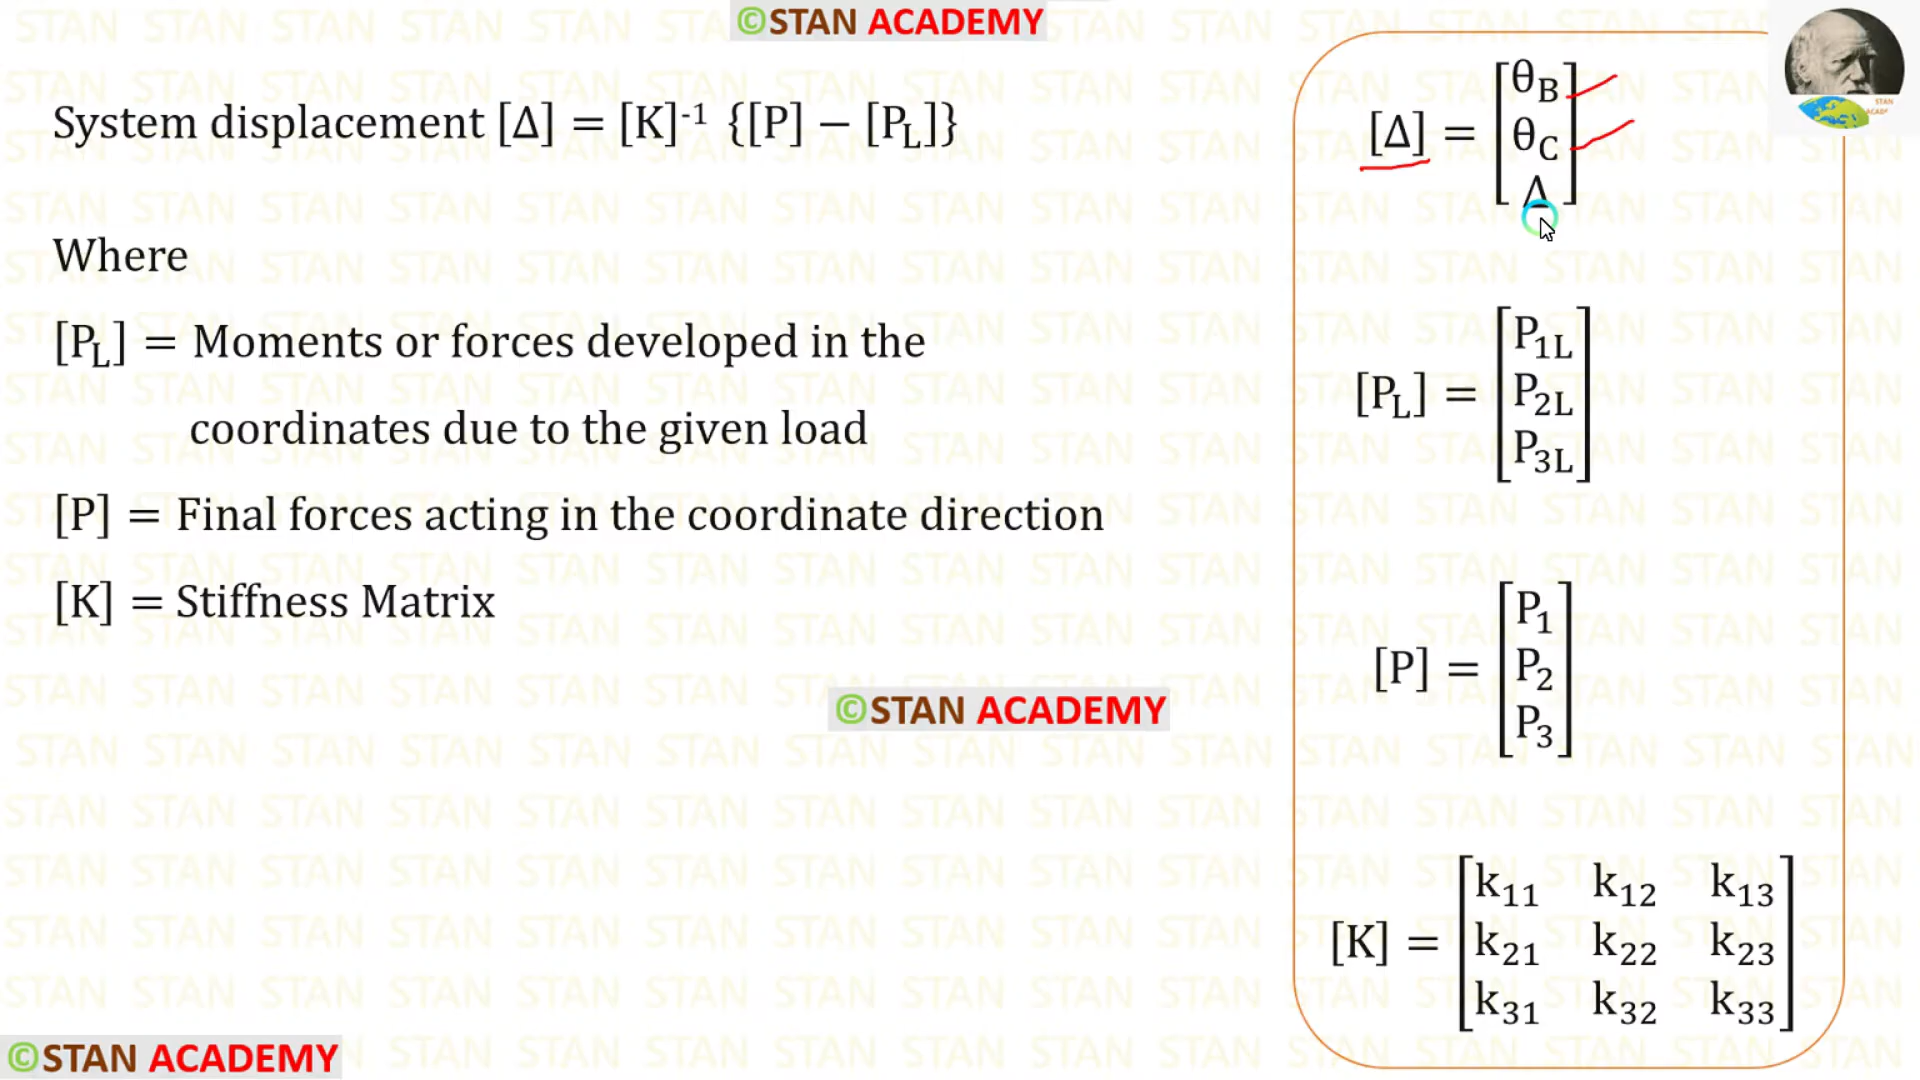 ©STAN ACADEMY
System displacement [Δ] = [K]⁻¹ {[P] − [P_L]}
Where
[P_L] = Moments or forces developed in the
coordinates due to the given load
[P] = Final forces acting in the coordinate direction
[K] = Stiffness Matrix
©STAN ACADEMY
©STAN ACADEMY
[Δ] = [θ_B
θ_C
Δ]
[P_L] = [P_1L
P_2L
P_3L]
[P] = [P_1
P_2
P_3]
[K] = [k_11 k_12 k_13
k_21 k_22 k_23
k_31 k_32 k_33]
STAN